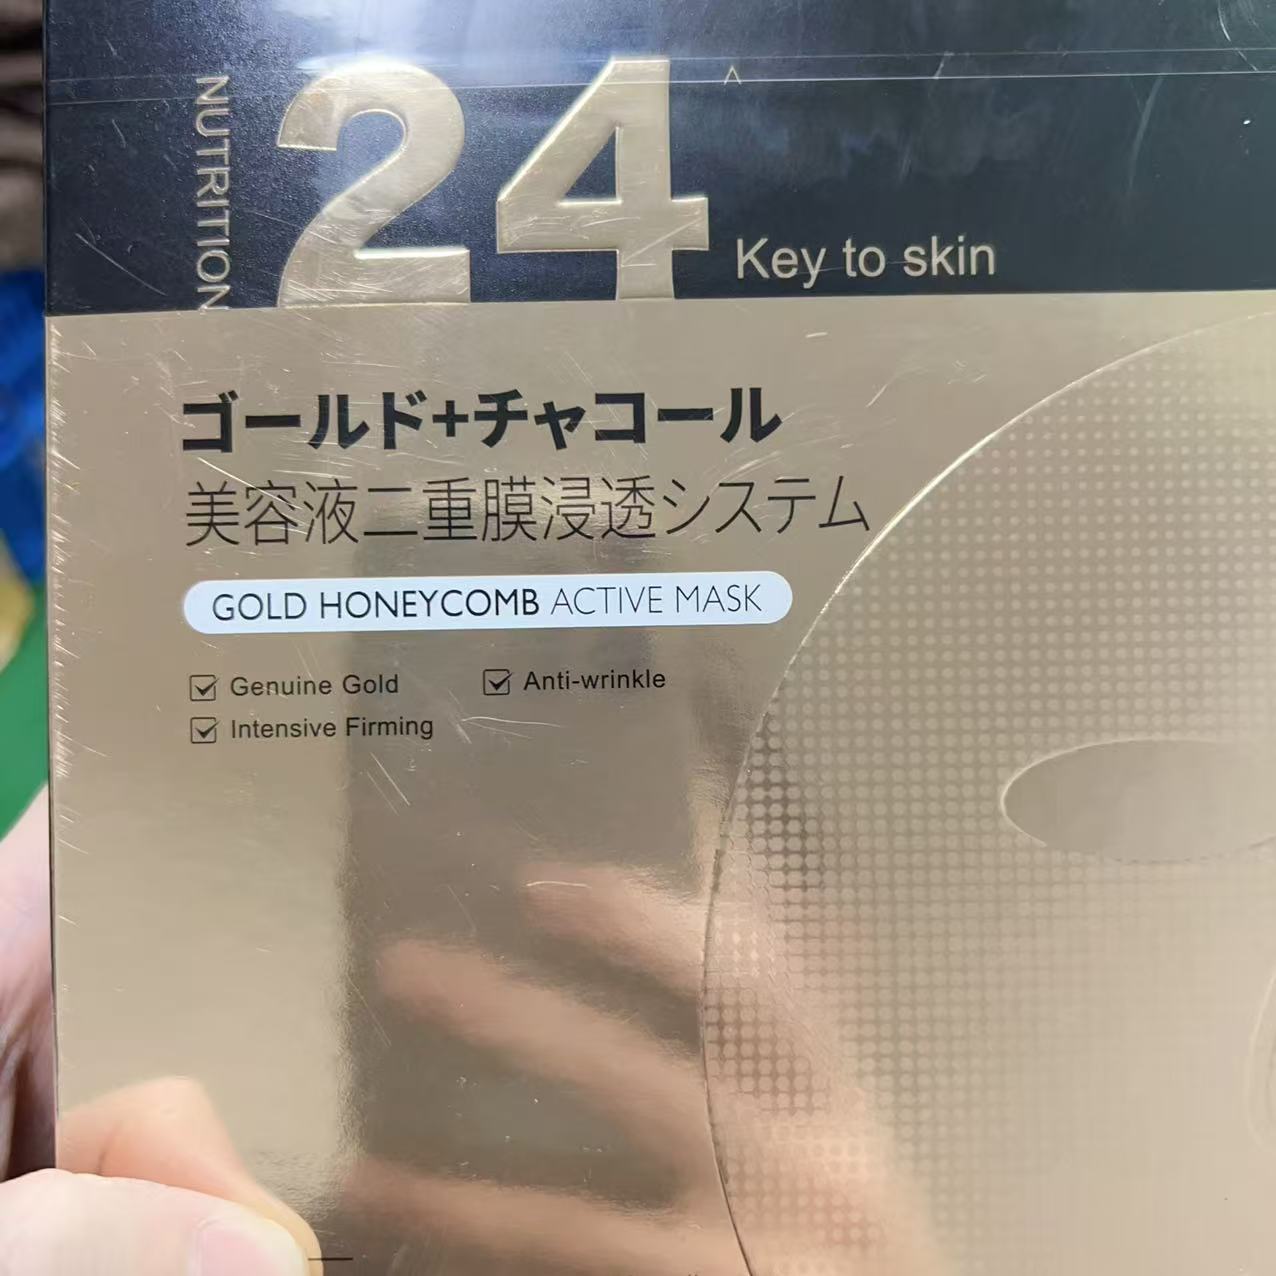 NUTRITION
24
Key to skin
ゴールド+チャコール
美容液二重膜浸透システム
GOLD HONEYCOMB ACTIVE MASK
Genuine Gold
Anti-wrinkle
Intensive Firming